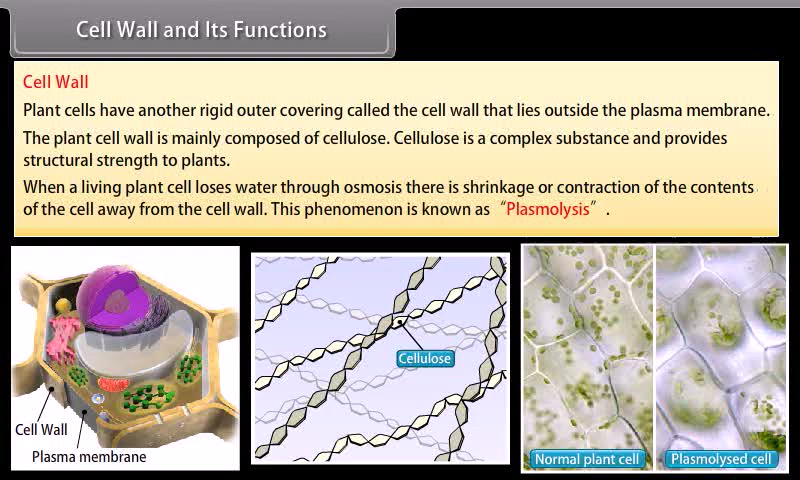 Cell Wall and Its Functions
Cell Wall
Plant cells have another rigid outer covering called the cell wall that lies outside the plasma membrane.
The plant cell wall is mainly composed of cellulose. Cellulose is a complex substance and provides
structural strength to plants.
When a living plant cell loses water through osmosis there is shrinkage or contraction of the contents
of the cell away from the cell wall. This phenomenon is known as “Plasmolysis”.
Cell Wall
Plasma membrane
Cellulose
Normal plant cell
Plasmolysed cell